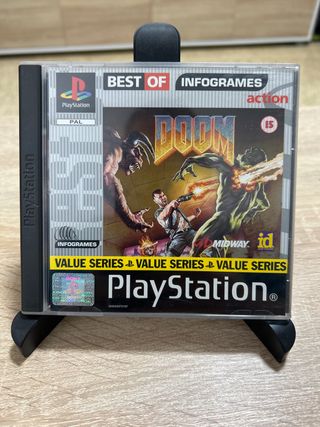 BEST OF INFOGRAMES
PlayStation
action
PAL
DOOM
15
best
PlayStation
INFOGRAMES
MIDWAY
id
VALUE SERIES VALUE SERIES VALUE SERIES
PlayStation®